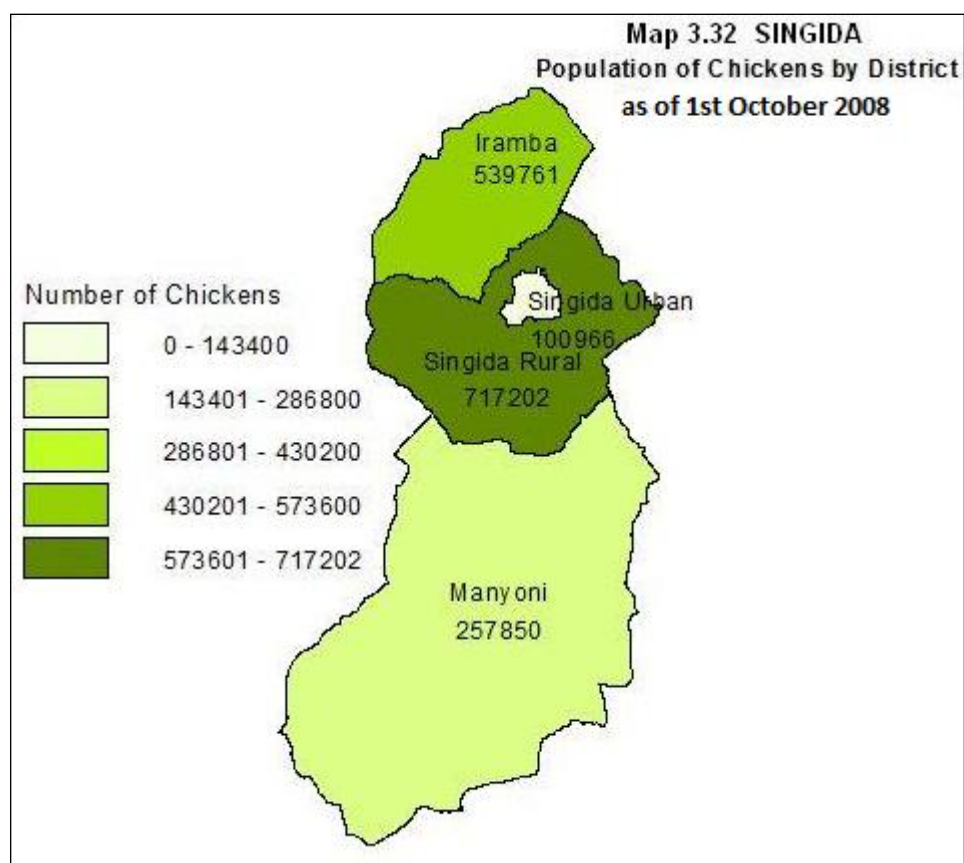 Map 3.32 SINGIDA
Population of Chickens by District
as of 1st October 2008
Iramba
539761
Number of Chickens
0 - 143400
143401 - 286800
286801 - 430200
430201 - 573600
573601 - 717202
Singida Urban
100966
Singida Rural
717202
Manyoni
257850